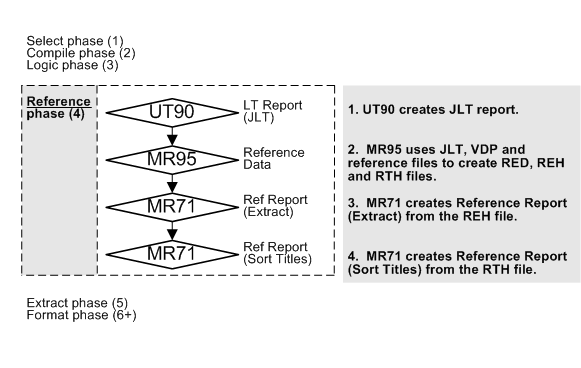 Select phase (1)
Compile phase (2)
Logic phase (3)
Reference
phase (4)
UT90
LT Report
(JLT)
MR95
Reference
Data
MR71
Ref Report
(Extract)
MR71
Ref Report
(Sort Titles)
1. UT90 creates JLT report.
2.  MR95 uses JLT, VDP and
reference files to create RED, REH
and RTH files.
3.  MR71 creates Reference Report
(Extract) from the REH file.
4.  MR71 creates Reference Report
(Sort Titles) from the RTH file.
Extract phase (5)
Format phase (6+)